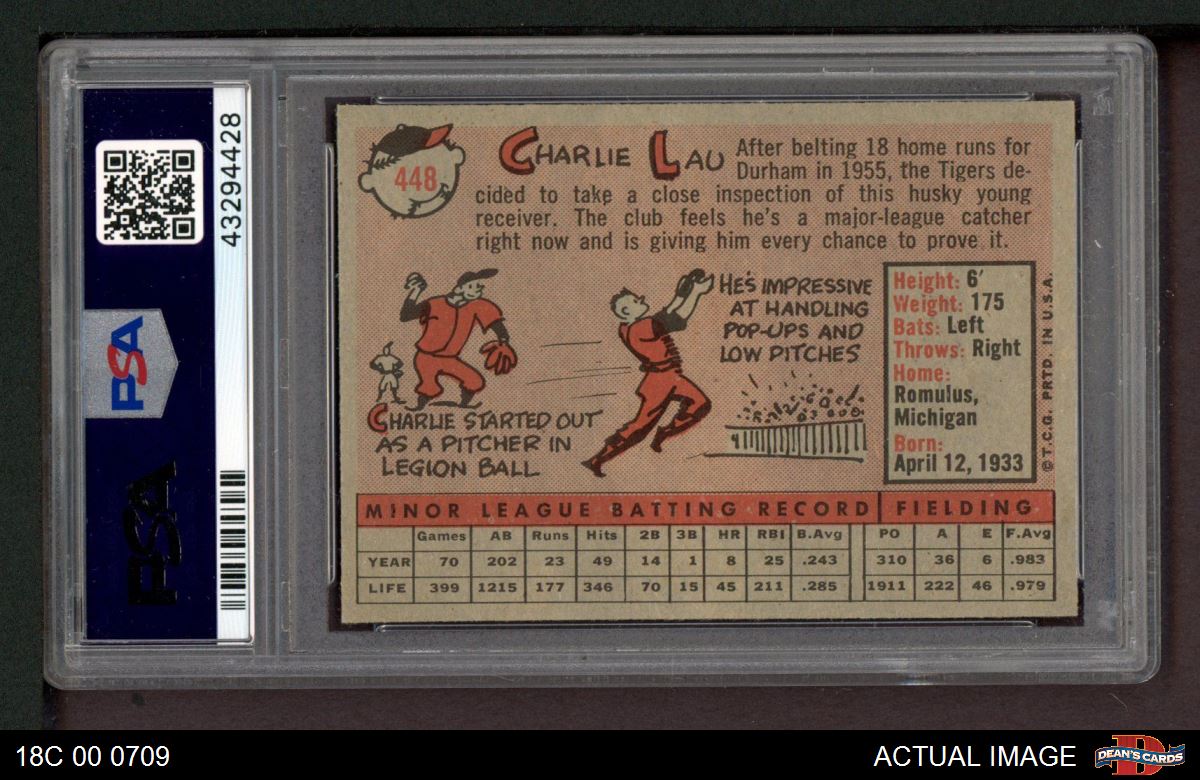 43294428
PSA
PSA
448
CHARLIE LAU
After belting 18 home runs for
Durham in 1955, the Tigers de-
cided to take a close inspection of this husky young
receiver. The club feels he's a major-league catcher
right now and is giving him every chance to prove it.
CHARLIE STARTED OUT
AS A PITCHER IN
LEGION BALL
HE'S IMPRESSIVE
AT HANDLING
POP-UPS AND
LOW PITCHES
Height: 6'
Weight: 175
Bats: Left
Throws: Right
Home:
Romulus,
Michigan
Born:
April 12, 1933
© T.C.G. PRTD. IN U.S.A.
MINOR LEAGUE BATTING RECORD FIELDING
Games AB Runs Hits 2B 3B HR RBI B.Avg PO A E F.Avg
YEAR 70 202 23 49 14 1 8 25 .243 310 36 6 .983
LIFE 399 1215 177 346 70 15 45 211 .285 1911 222 46 .979
18C 00 0709
ACTUAL IMAGE
DEAN'S CARDS